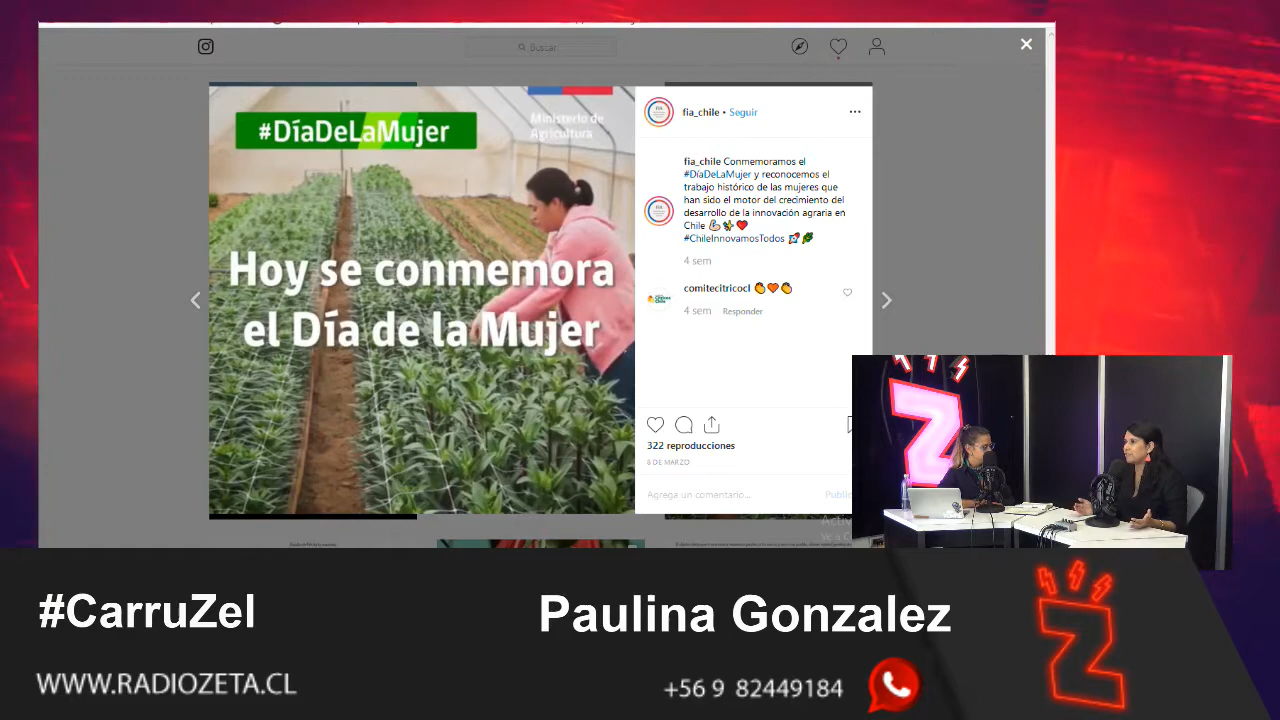 Buscar
#DíaDeLaMujer
Ministerio de
Agricultura
Hoy se conmemora
el Día de la Mujer
fia_chile • Seguir
fia_chile Conmemoramos el
#DíaDeLaMujer y reconocemos el
trabajo histórico de las mujeres que
han sido el motor del crecimiento del
desarrollo de la innovación agraria en
Chile 💪🌾❤️
#ChileInnovamosTodos 🚀🌿
4 sem
comitecitricocl 👏🧡👏
4 sem Responder
322 reproducciones
8 DE MARZO
Agrega un comentario...
Public
Z
#CarruZel
Paulina Gonzalez
WWW.RADIOZETA.CL
+56 9 82449184
Z